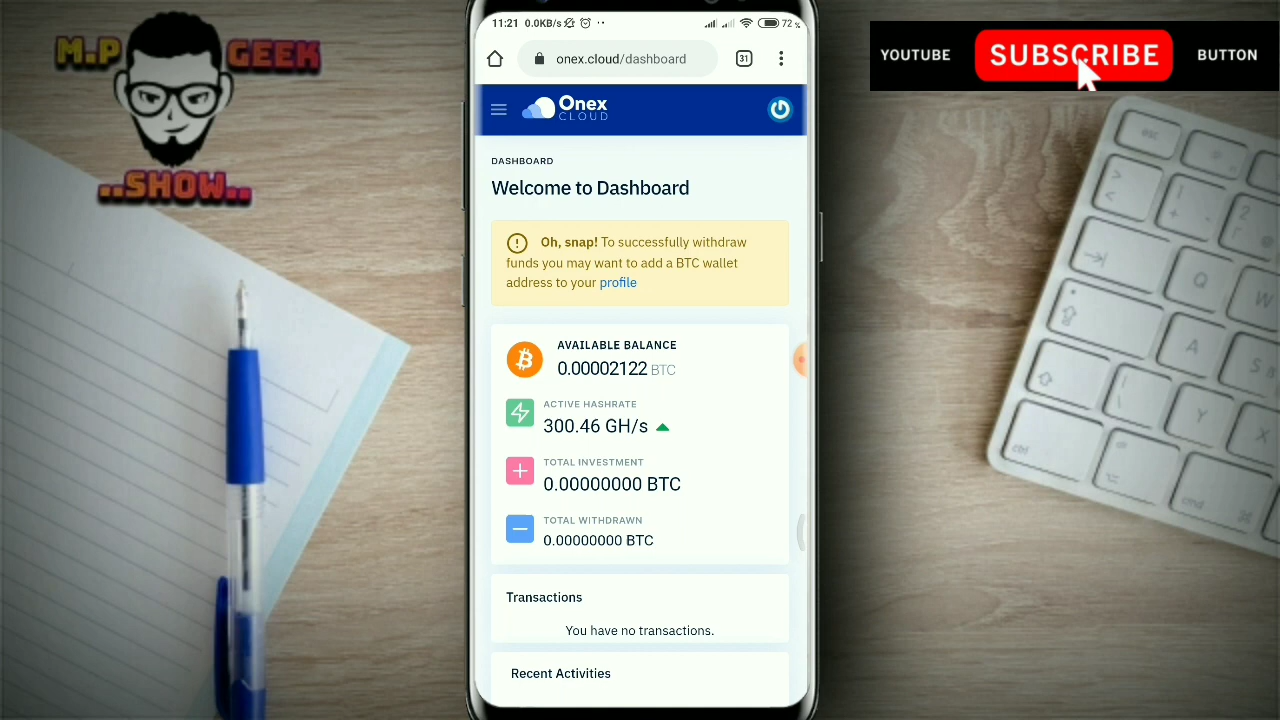 M.P GEEK
..SHOW..
YOUTUBE SUBSCRIBE BUTTON
11:21 0.0KB/s 72%
onex.cloud/dashboard 31
Onex
CLOUD
DASHBOARD
Welcome to Dashboard
Oh, snap! To successfully withdraw
funds you may want to add a BTC wallet
address to your profile
AVAILABLE BALANCE
0.00002122 BTC
ACTIVE HASHRATE
300.46 GH/s
TOTAL INVESTMENT
0.00000000 BTC
TOTAL WITHDRAWN
0.00000000 BTC
Transactions
You have no transactions.
Recent Activities
esc
Q
W
A
S
Y
X
ctrl
cmd